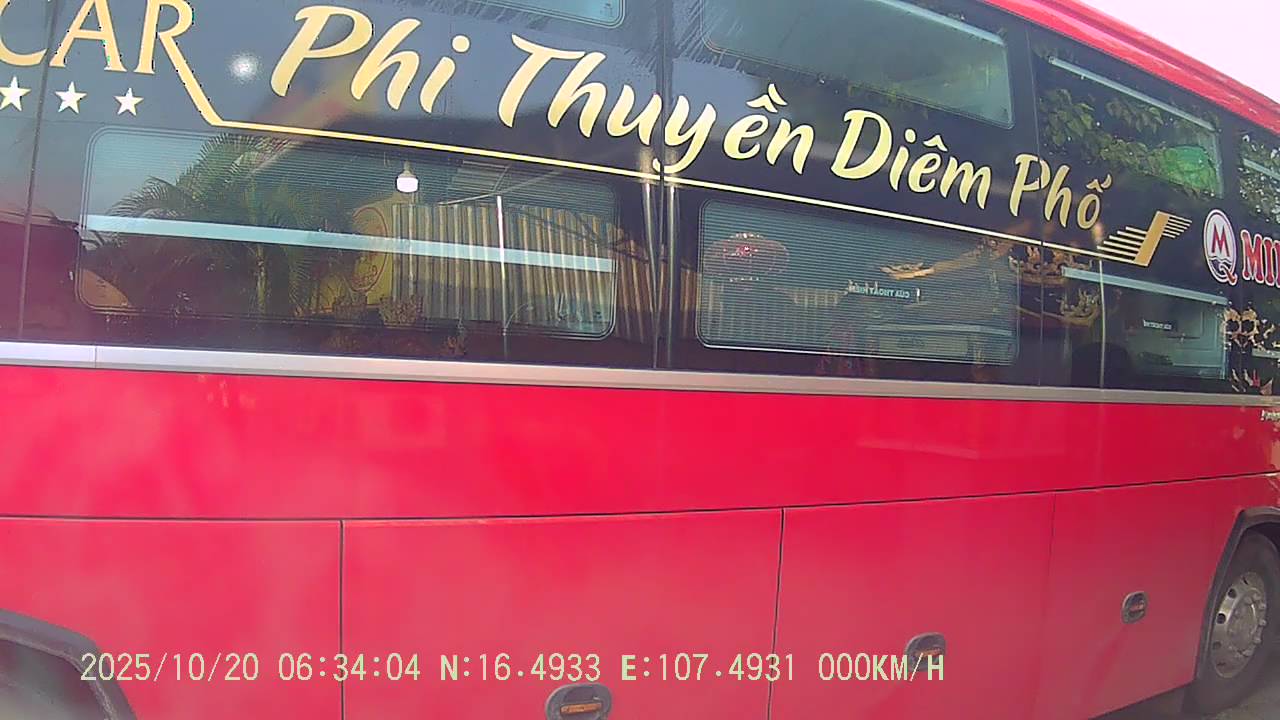 CAR
Phi Thuyền Diêm Phố
M
2025/10/20 06:34:04 N:16.4933 E:107.4931 000KM/H